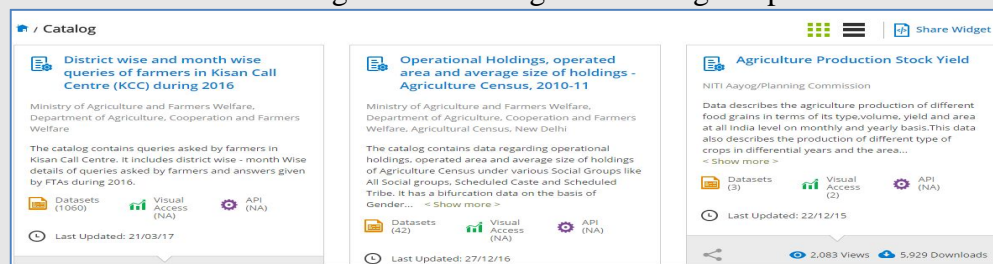 / Catalog
Share Widget
District wise and month wise
queries of farmers in Kisan Call
Centre (KCC) during 2016
Ministry of Agriculture and Farmers Welfare,
Department of Agriculture, Cooperation and Farmers
Welfare
The catalog contains queries asked by farmers in
Kisan Call Centre. It includes district wise - month Wise
details of queries asked by farmers and answers given
by FTAs during 2016.
Datasets
(1060)
Visual
Access
(NA)
API
(NA)
Last Updated: 21/03/17
Operational Holdings, operated
area and average size of holdings -
Agriculture Census, 2010-11
Ministry of Agriculture and Farmers Welfare,
Department of Agriculture, Cooperation and Farmers
Welfare, Agricultural Census, New Delhi
The catalog contains data regarding operational
holdings, operated area and average size of holdings
of Agriculture Census under various Social Groups like
All Social groups, Scheduled Caste and Scheduled
Tribe. It has a bifurcation data on the basis of
Gender... < Show more >
Datasets
(42)
Visual
Access
(NA)
API
(NA)
Last Updated: 27/12/16
Agriculture Production Stock Yield
NITI Aayog/Planning Commission
Data describes the agriculture production of different
food grains in terms of its type,volume, yield and area
at all India level on monthly and yearly basis.This data
also describes the production of different type of
crops in differential years and the area...
< Show more >
Datasets
(3)
Visual
Access
(2)
API
(NA)
Last Updated: 22/12/15
2,083 Views
5,929 Downloads